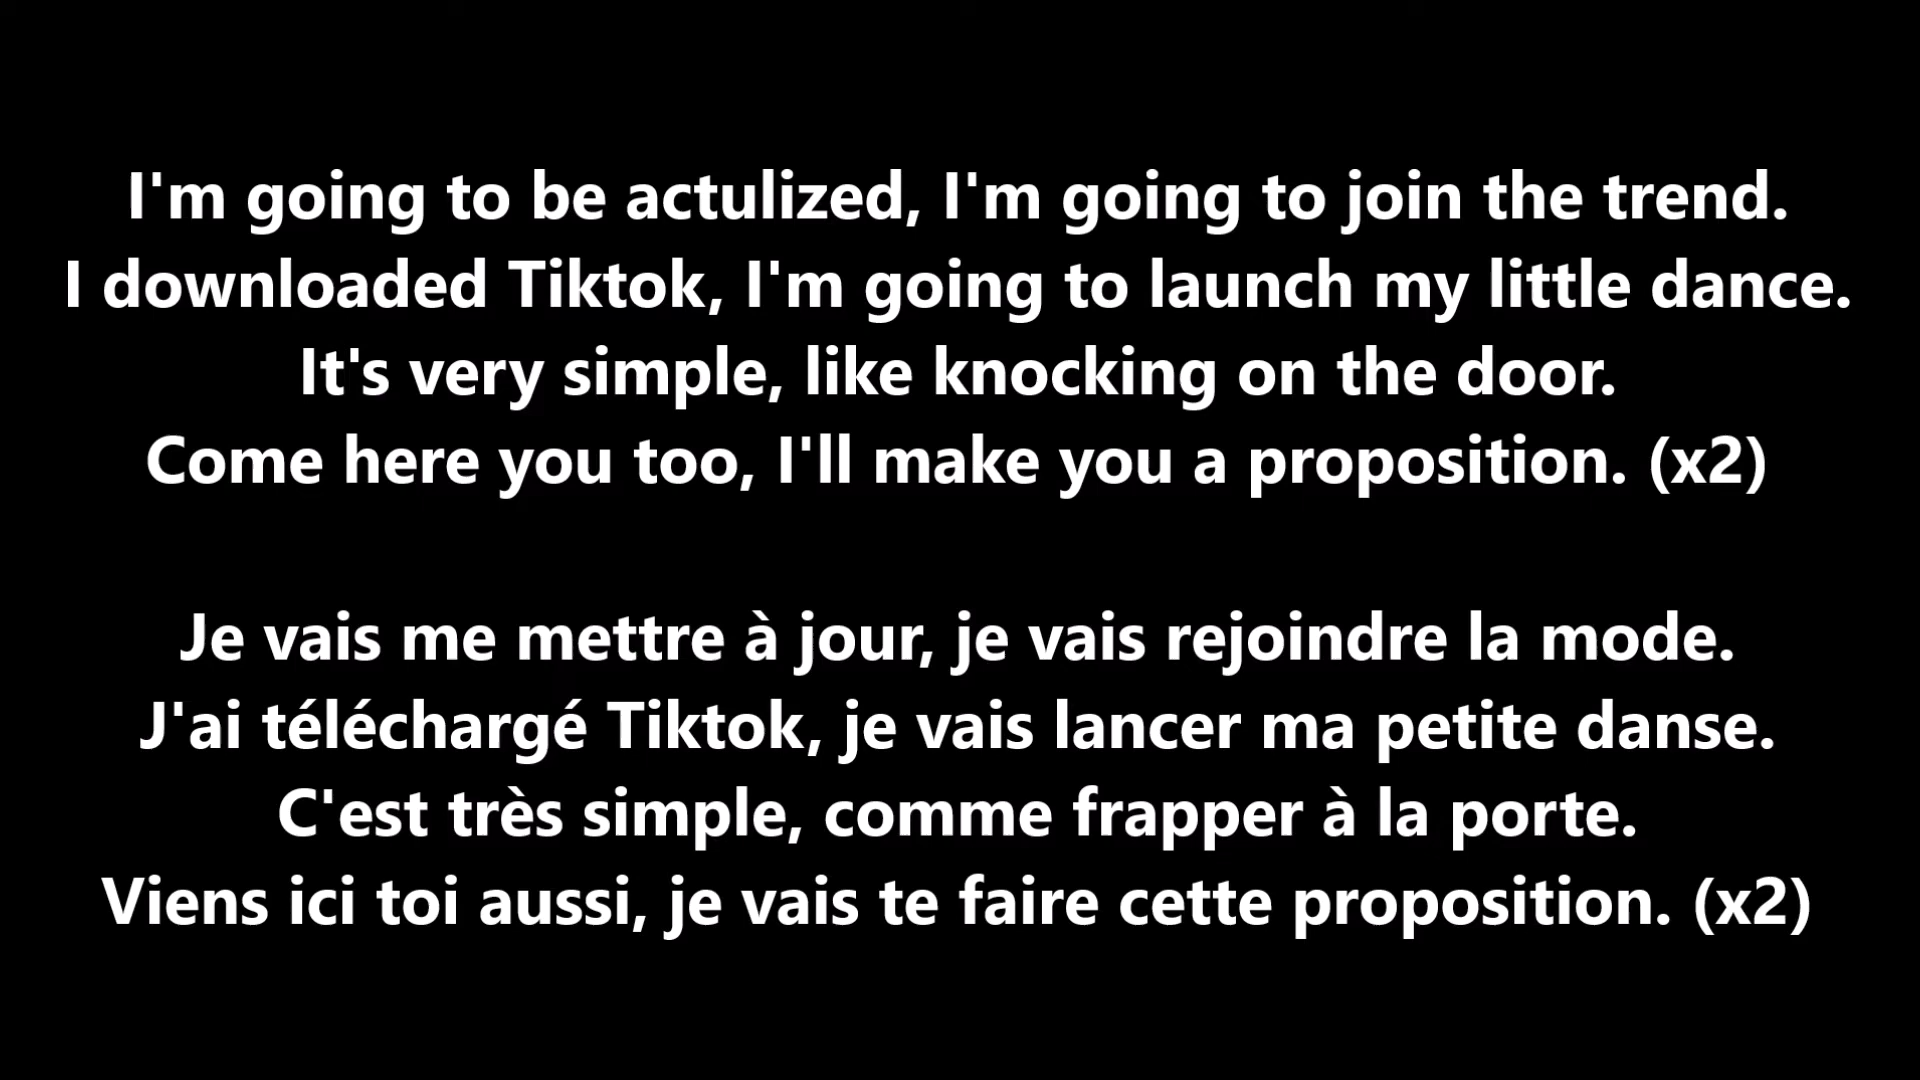 I'm going to be actulized, I'm going to join the trend.
I downloaded Tiktok, I'm going to launch my little dance.
It's very simple, like knocking on the door.
Come here you too, I'll make you a proposition. (x2)
Je vais me mettre à jour, je vais rejoindre la mode.
J'ai téléchargé Tiktok, je vais lancer ma petite danse.
C'est très simple, comme frapper à la porte.
Viens ici toi aussi, je vais te faire cette proposition. (x2)